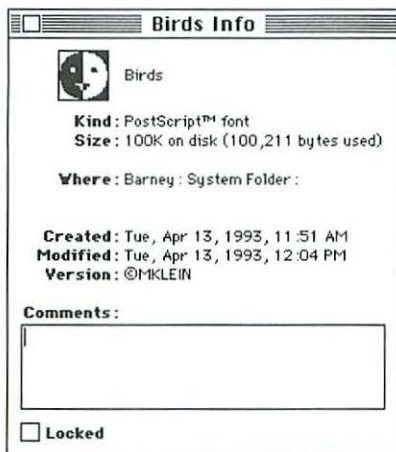 Birds Info
Birds
Kind: PostScript™ font
Size: 100K on disk (100,211 bytes used)
Where: Barney: System Folder:
Created: Tue, Apr 13, 1993, 11:51 AM
Modified: Tue, Apr 13, 1993, 12:04 PM
Version: ©MKLEIN
Comments:
Locked